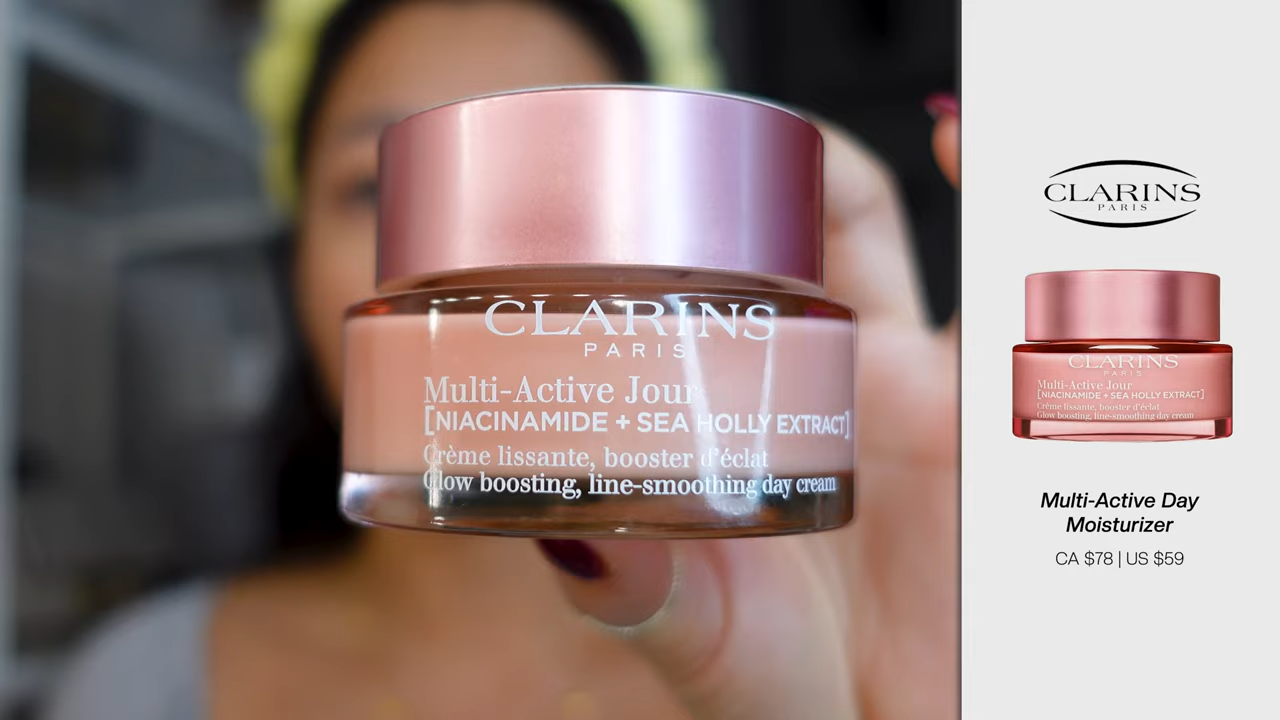 CLARINS
PARIS
Multi-Active Jour
[NIACINAMIDE + SEA HOLLY EXTRACT]
Crème lissante, booster d'éclat
Glow boosting, line-smoothing day cream
CLARINS
PARIS
CLARINS
PARIS
Multi-Active Jour
[NIACINAMIDE + SEA HOLLY EXTRACT]
Crème lissante, booster d'éclat
Glow boosting, line-smoothing day cream
Multi-Active Day
Moisturizer
CA $78 | US $59